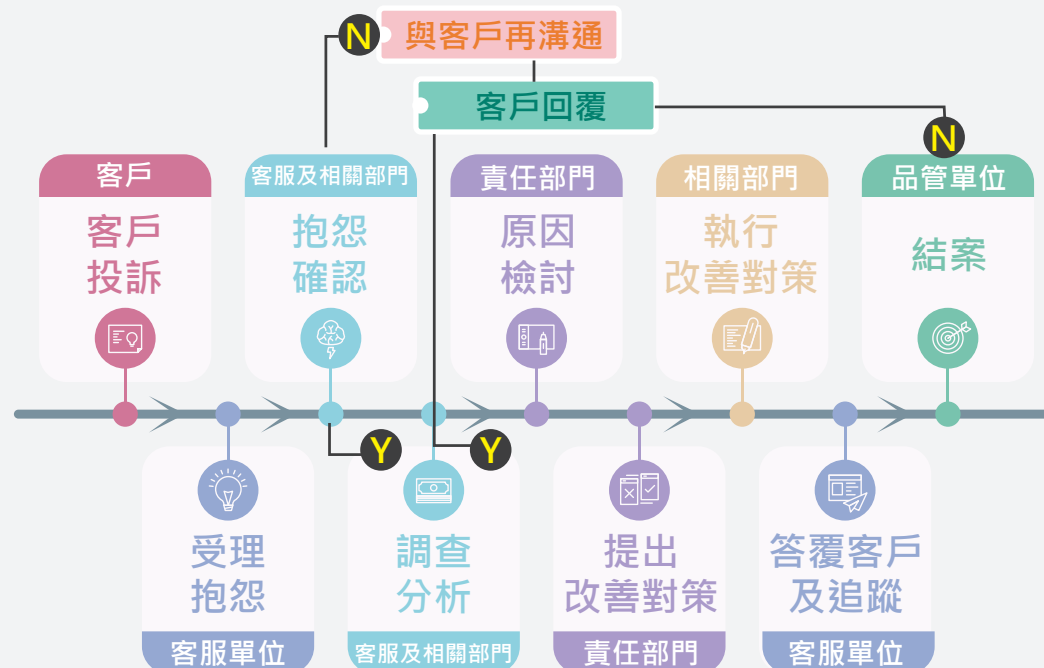 N
與客戶再溝通
客戶回覆
N
客戶
客戶
投訴
客服及相關部門
抱怨
確認
責任部門
原因
檢討
相關部門
執行
改善對策
品管單位
結案
Y
Y
受理
抱怨
客服單位
調查
分析
客服及相關部門
提出
改善對策
責任部門
答覆客戶
及追蹤
客服單位